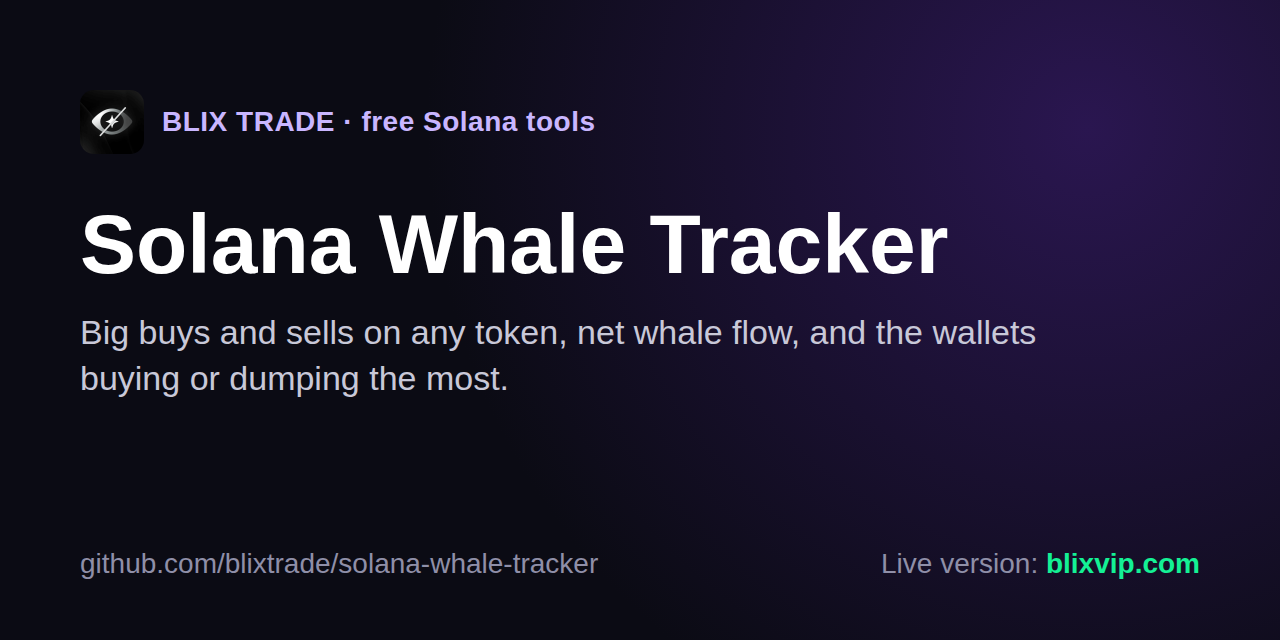 BLIX TRADE · free Solana tools
Solana Whale Tracker
Big buys and sells on any token, net whale flow, and the wallets
buying or dumping the most.
github.com/blixtrade/solana-whale-tracker
Live version: blixvip.com